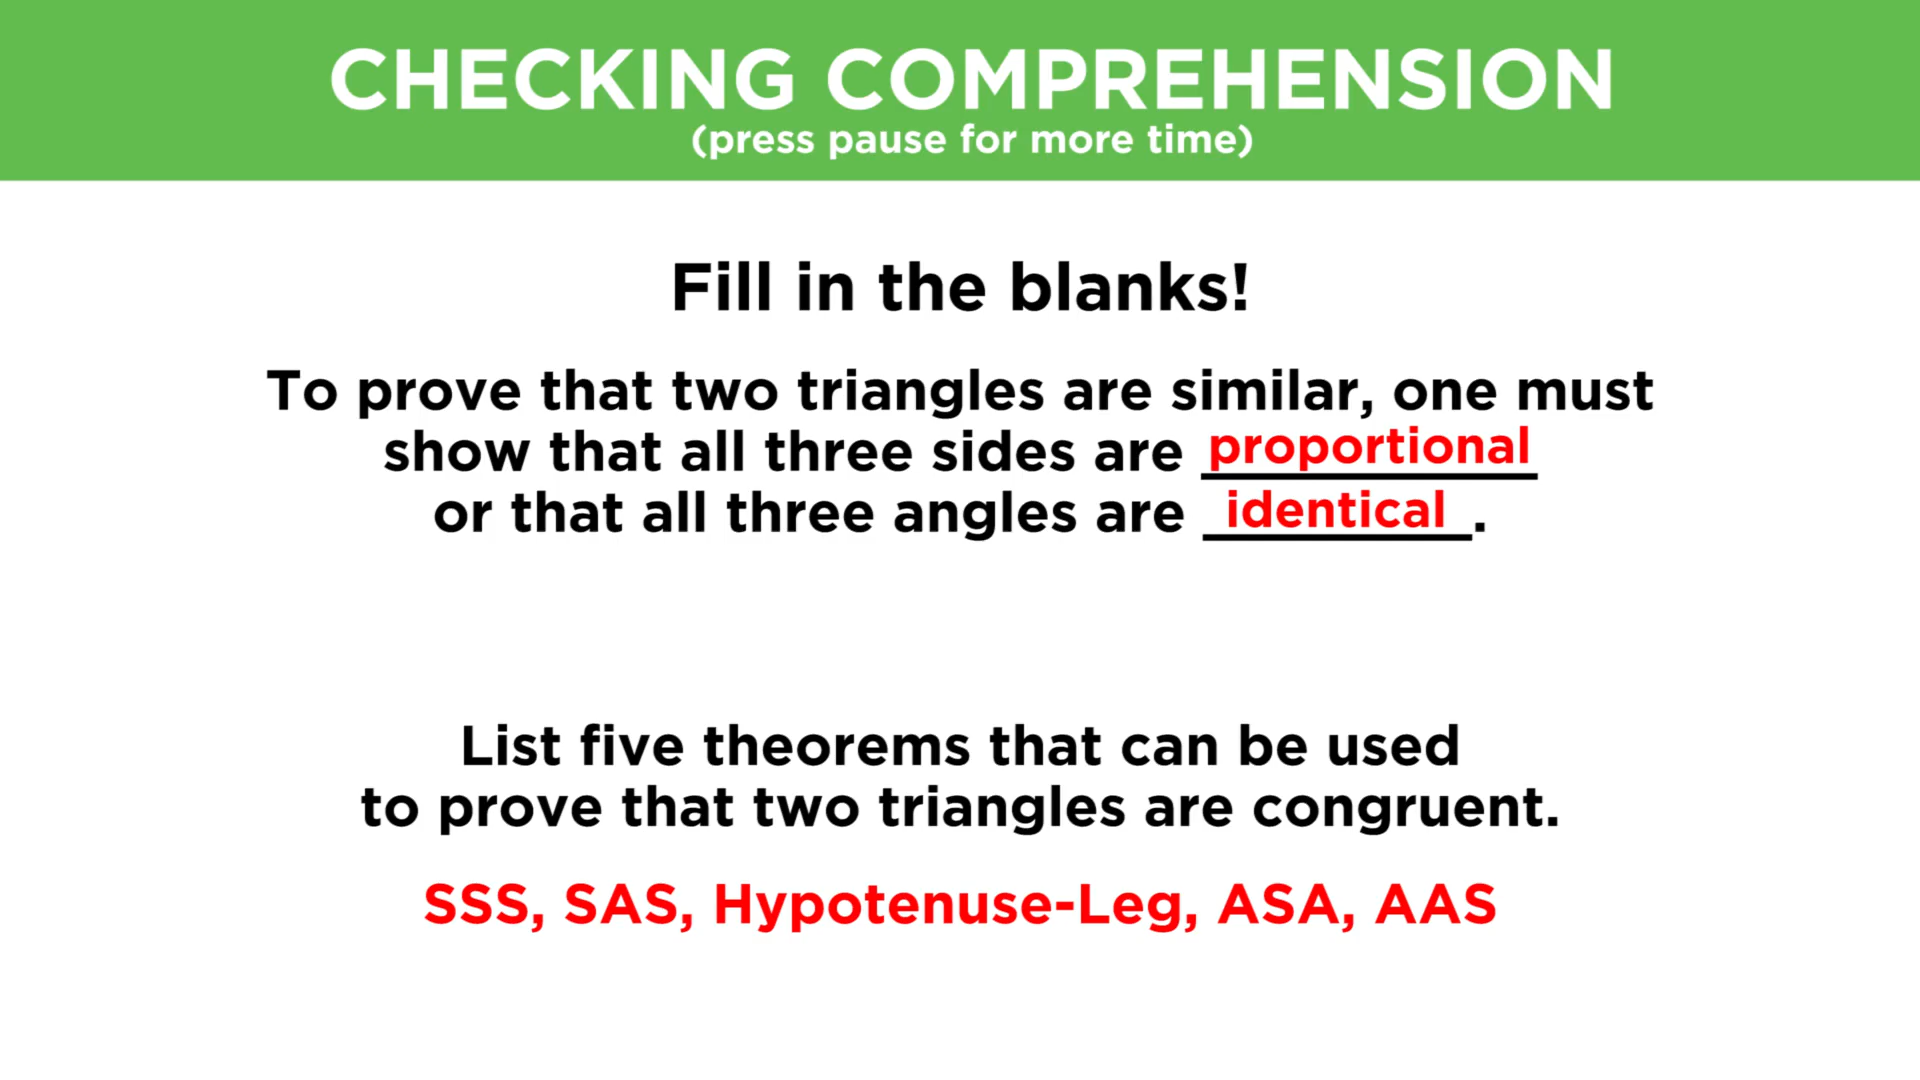 CHECKING COMPREHENSION
(press pause for more time)
Fill in the blanks!
To prove that two triangles are similar, one must
show that all three sides are proportional
or that all three angles are identical.
List five theorems that can be used
to prove that two triangles are congruent.
SSS, SAS, Hypotenuse-Leg, ASA, AAS